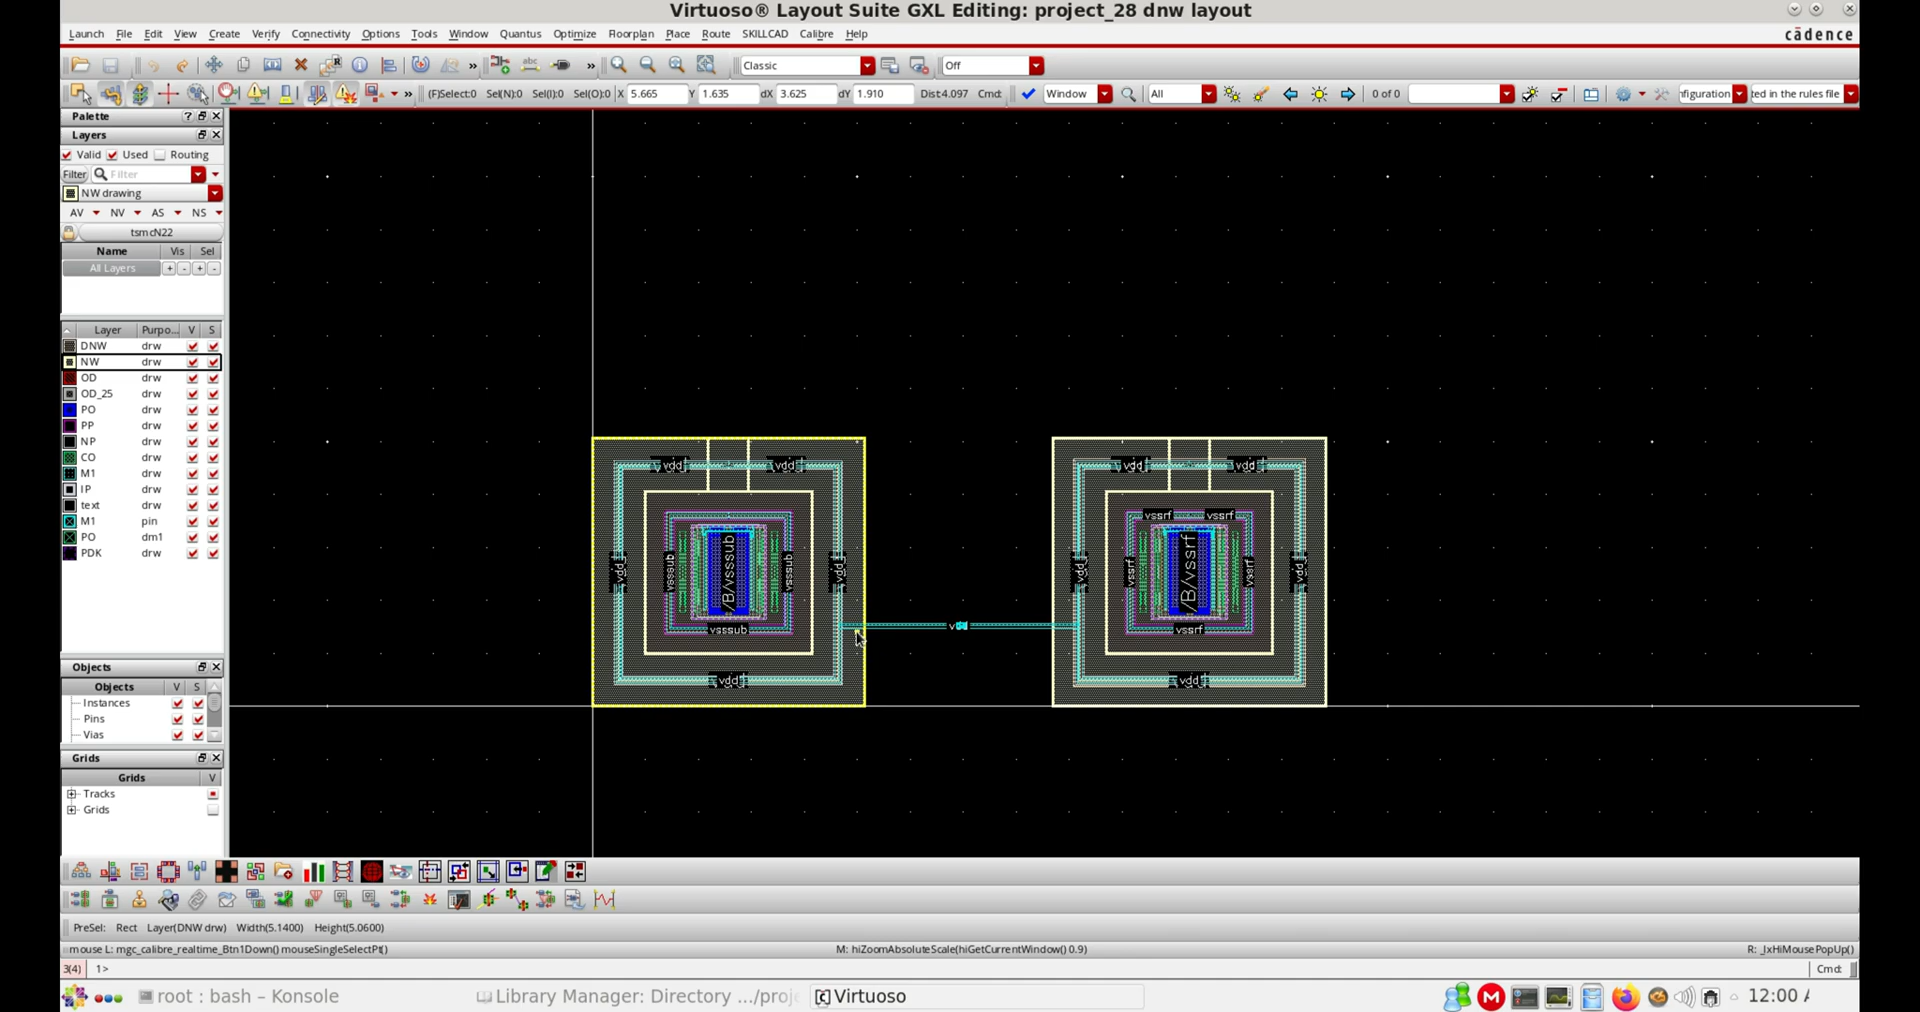 Virtuoso® Layout Suite GXL Editing: project_28 dnw layout
Launch File Edit View Create Verify Connectivity Options Tools Window Quantus Optimize Floorplan Place Route SKILLCAD Calibre Help cādence
Classic Off
(F)Select:0 Sel(N):0 Sel(I):0 Sel(O):0 X 5.665 Y 1.635 dX 3.625 dY 1.910 Dist:4.097 Cmd: Window All 0 of 0 figuration ted in the rules file
Palette
Layers
Valid Used Routing
Filter Filter
NW drawing
AV NV AS NS
tsmcN22
Name Vis Sel
All Layers + - + -
Layer Purpo... V S
DNW drw
NW drw
OD drw
OD_25 drw
PO drw
PP drw
NP drw
CO drw
M1 drw
IP drw
text drw
M1 pin
PO dm1
PDK drw
vdd vdd vdd vdd
vssrf vssrf
vdd vsssub /B/vsssub vsssub vdd vdd vssrf /B/vssrf vssrf vdd
vsssub vssrf
vdd vdd
Objects
Objects V S
Instances
Pins
Vias
Grids
Grids V
Tracks
Grids
PreSel: Rect Layer(DNW drw) Width(5.1400) Height(5.0600)
mouse L: mgc_calibre_realtime_Btn1Down() mouseSingleSelectPt() M: hiZoomAbsoluteScale(hiGetCurrentWindow() 0.9) R: _lxHiMousePopUp()
3(4) 1> Cmd:
root : bash – Konsole Library Manager: Directory .../proj Virtuoso 12:00